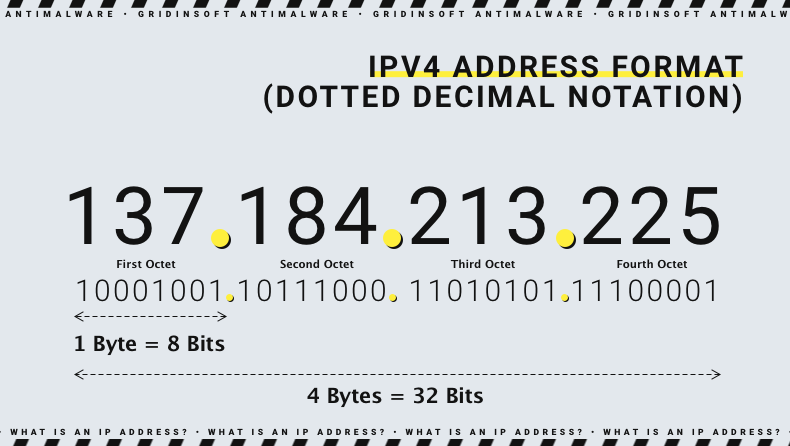 ANTIMALWARE • GRIDINSOFT ANTIMALWARE • GRIDINSOFT ANTIMALWARE • GRIDINSOFT ANTIMALW
IPV4 ADDRESS FORMAT
(DOTTED DECIMAL NOTATION)
137.184.213.225
First Octet Second Octet Third Octet Fourth Octet
10001001.10111000. 11010101.11100001
1 Byte = 8 Bits
4 Bytes = 32 Bits
• WHAT IS AN IP ADDRESS? • WHAT IS AN IP ADDRESS? • WHAT IS AN IP ADDRESS? • WHAT IS AN IP ADDRESS? •